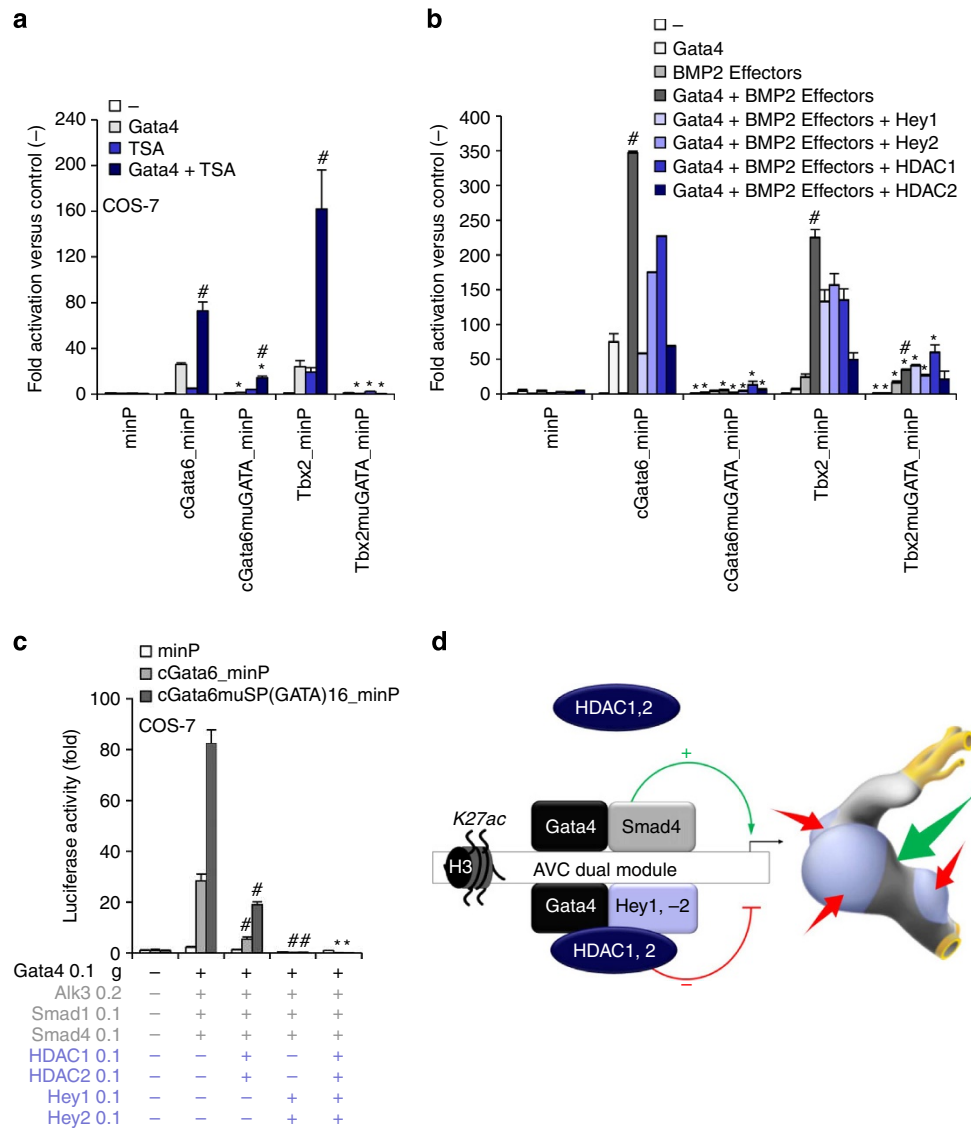 a
–
Gata4
TSA
Gata4 + TSA
COS-7
Fold activation versus control (–)
240
200
160
120
80
40
0
#
#
*
#
*
#
* * *
minP
cGata6_minP
cGata6muGATA_minP
Tbx2_minP
Tbx2muGATA_minP
b
–
Gata4
BMP2 Effectors
Gata4 + BMP2 Effectors
Gata4 + BMP2 Effectors + Hey1
Gata4 + BMP2 Effectors + Hey2
Gata4 + BMP2 Effectors + HDAC1
Gata4 + BMP2 Effectors + HDAC2
Fold activation versus control (–)
400
350
300
250
200
150
100
50
0
#
#
#
minP
cGata6_minP
cGata6muGATA_minP
Tbx2_minP
Tbx2muGATA_minP
c
minP
cGata6_minP
cGata6muSP(GATA)16_minP
COS-7
Luciferase activity (fold)
100
80
60
40
20
0
#
#
##
* *
Gata4 0.1 g – + + + +
Alk3 0.2 – + + + +
Smad1 0.1 – + + + +
Smad4 0.1 – + + + +
HDAC1 0.1 – – + – +
HDAC2 0.1 – – + – +
Hey1 0.1 – – – + +
Hey2 0.1 – – – + +
d
HDAC1,2
+
K27ac
Gata4
Smad4
H3
AVC dual module
Gata4
Hey1, –2
HDAC1, 2
–